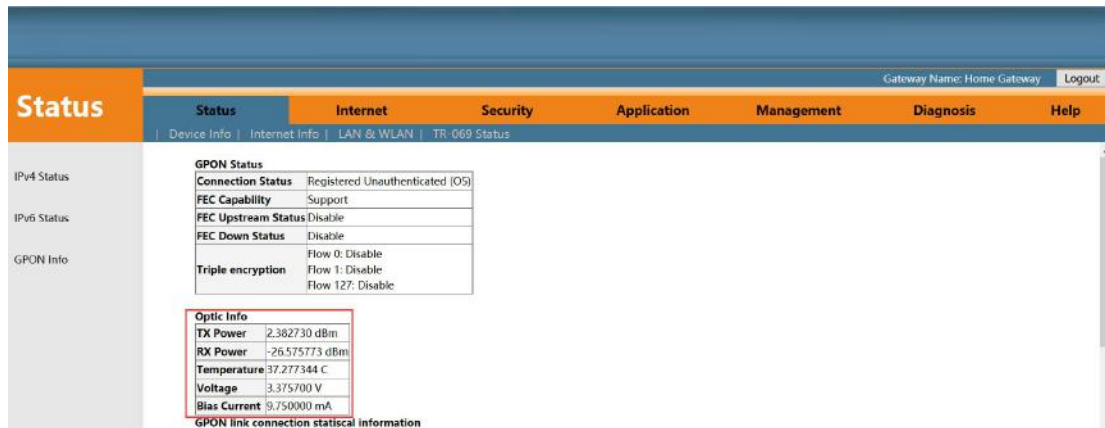 Gateway Name: Home Gateway Logout
Status
Status Internet Security Application Management Diagnosis Help
| Device Info | Internet Info | LAN & WLAN | TR-069 Status
IPv4 Status
IPv6 Status
GPON Info
GPON Status
Connection Status Registered Unauthenticated (O5)
FEC Capability Support
FEC Upstream Status Disable
FEC Down Status Disable
Triple encryption Flow 0: Disable
Flow 1: Disable
Flow 127: Disable
Optic Info
TX Power 2.382730 dBm
RX Power -26.575773 dBm
Temperature 37.277344 C
Voltage 3.375700 V
Bias Current 9.750000 mA
GPON link connection statiscal information